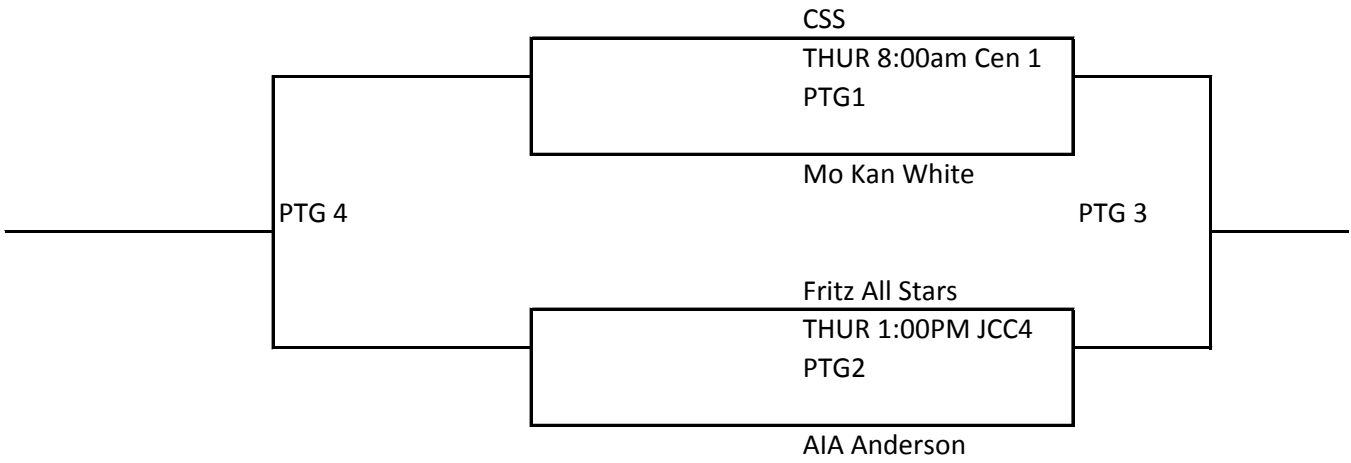 CSS
THUR 8:00am Cen 1
PTG1
Mo Kan White
PTG 4
PTG 3
Fritz All Stars
THUR 1:00PM JCC4
PTG2
AIA Anderson